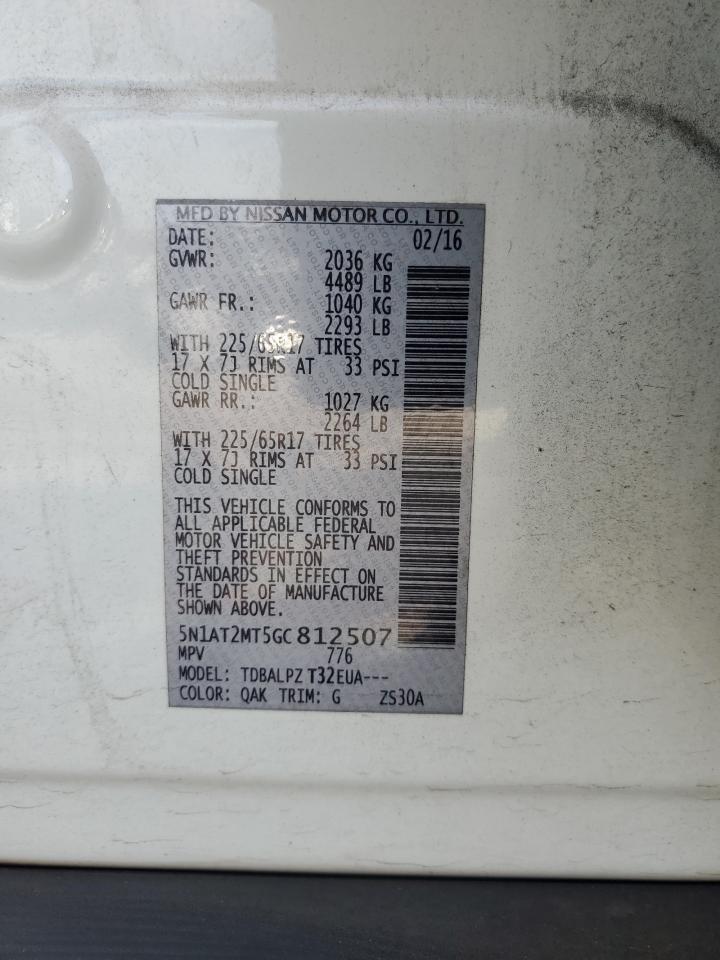 MFD BY NISSAN MOTOR CO., LTD.
DATE: 02/16
GVWR: 2036 KG
4489 LB
GAWR FR.: 1040 KG
2293 LB
WITH 225/65R17 TIRES
17 X 7J RIMS AT 33 PSI
COLD SINGLE
GAWR RR.: 1027 KG
2264 LB
WITH 225/65R17 TIRES
17 X 7J RIMS AT 33 PSI
COLD SINGLE
THIS VEHICLE CONFORMS TO
ALL APPLICABLE FEDERAL
MOTOR VEHICLE SAFETY AND
THEFT PREVENTION
STANDARDS IN EFFECT ON
THE DATE OF MANUFACTURE
SHOWN ABOVE.
5N1AT2MT5GC812507
MPV 776
MODEL: TDBALPZ T32EUA---
COLOR: QAK TRIM: G ZS30A